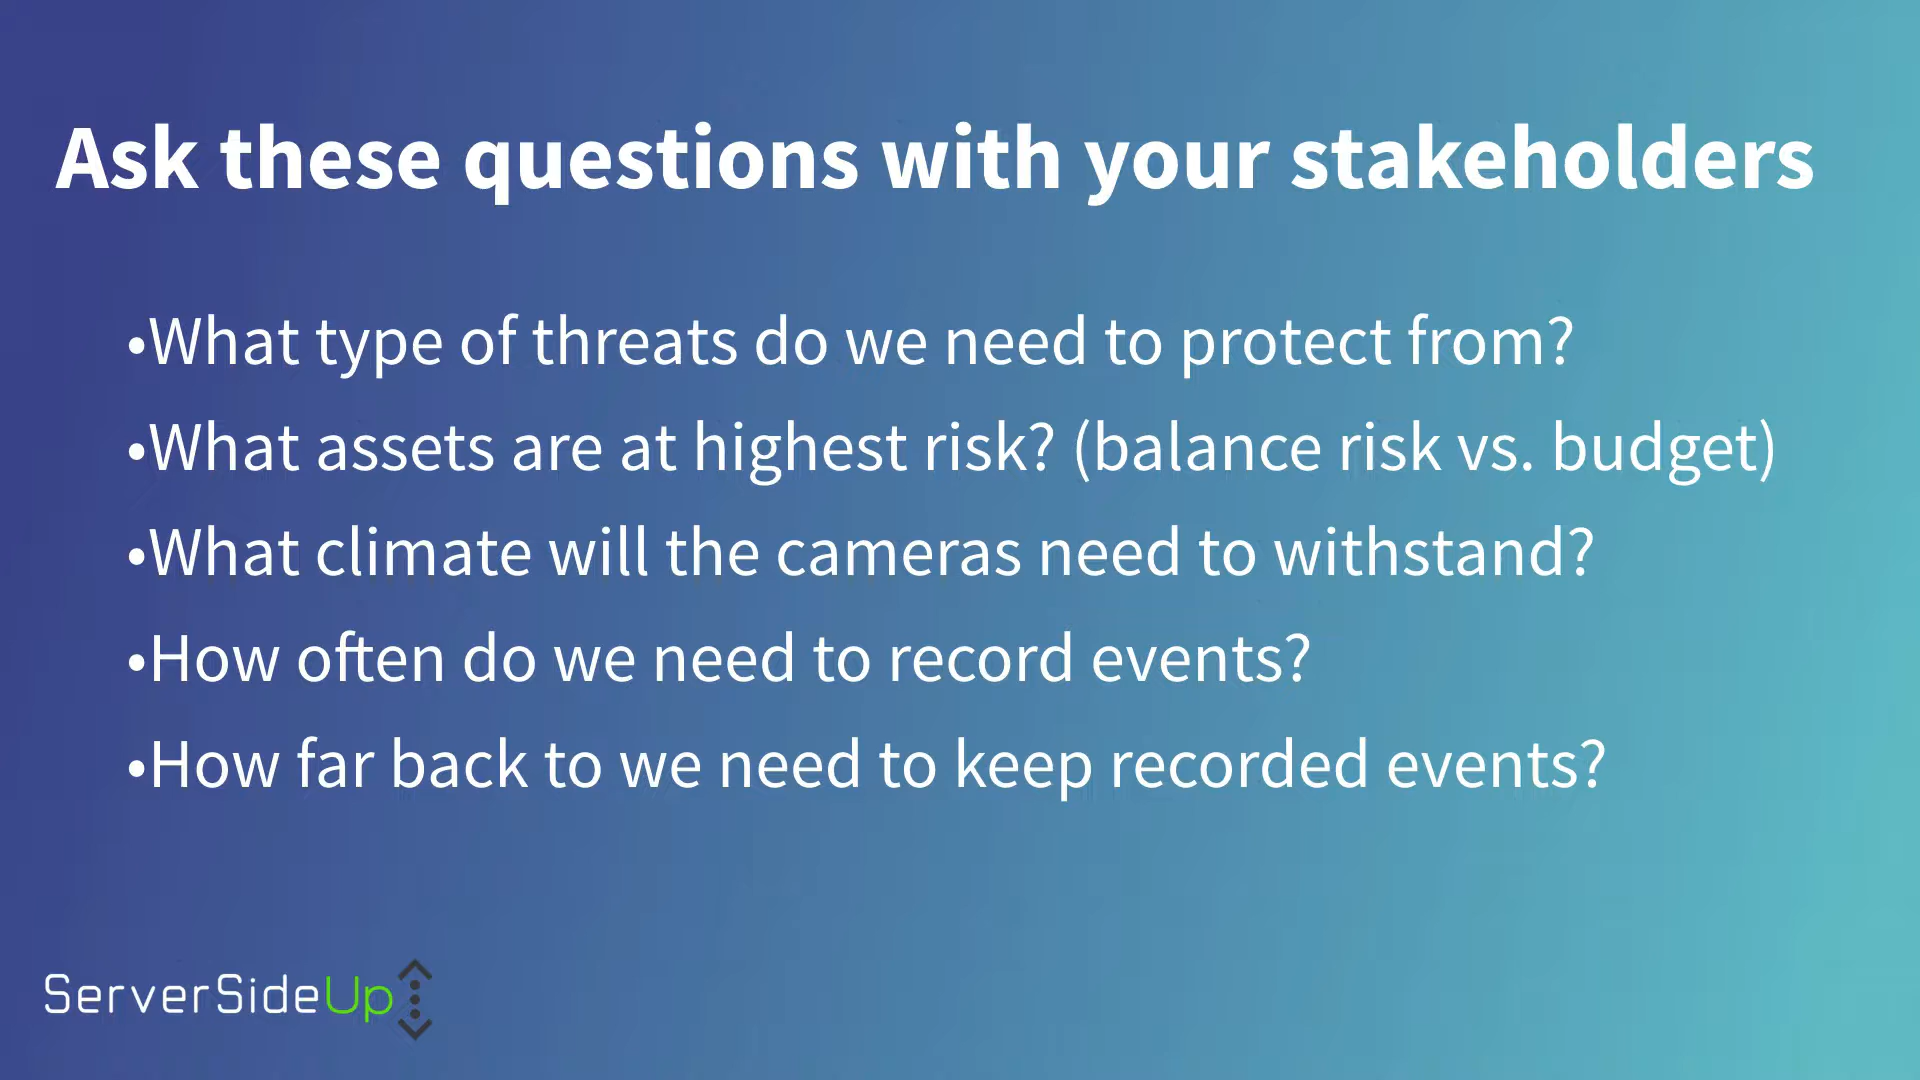 Ask these questions with your stakeholders
•What type of threats do we need to protect from?
•What assets are at highest risk? (balance risk vs. budget)
•What climate will the cameras need to withstand?
•How often do we need to record events?
•How far back to we need to keep recorded events?
ServerSideUp